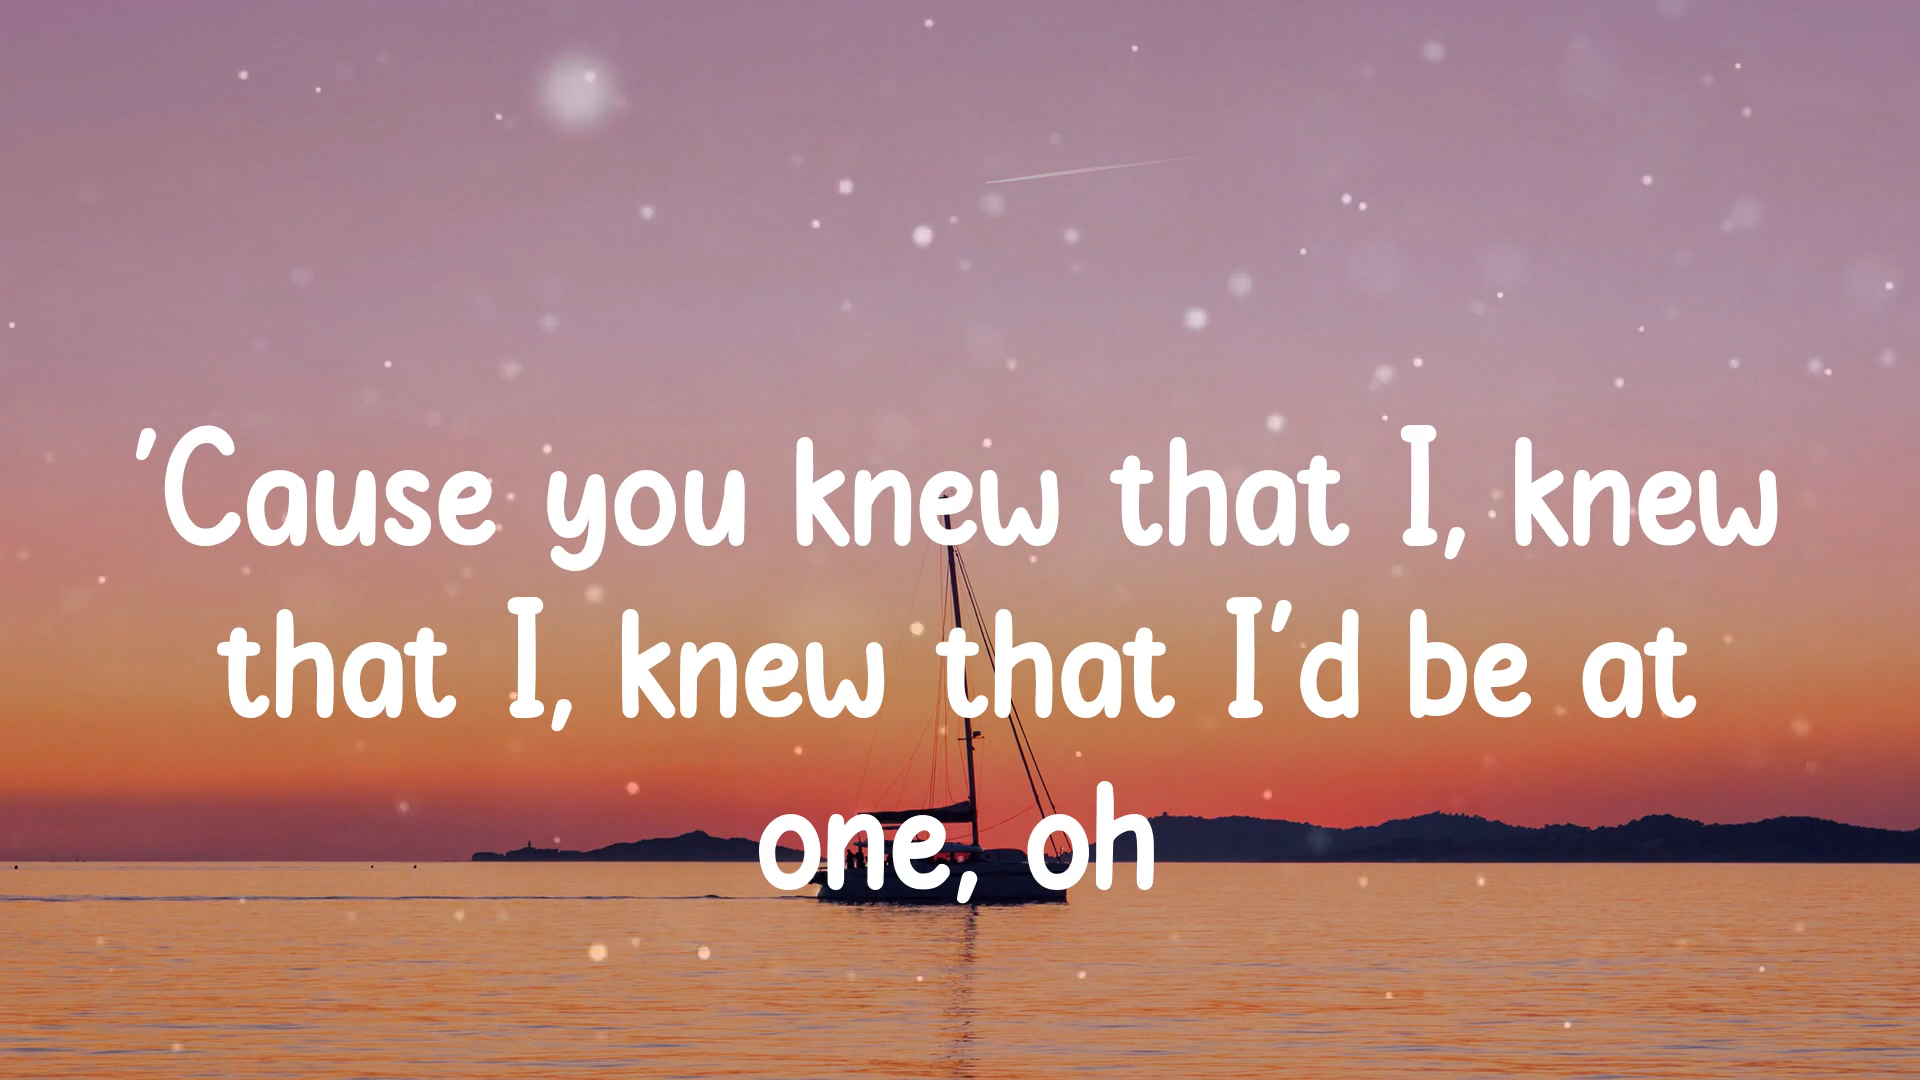 'Cause you knew that I, knew
that I, knew that I'd be at
one, oh